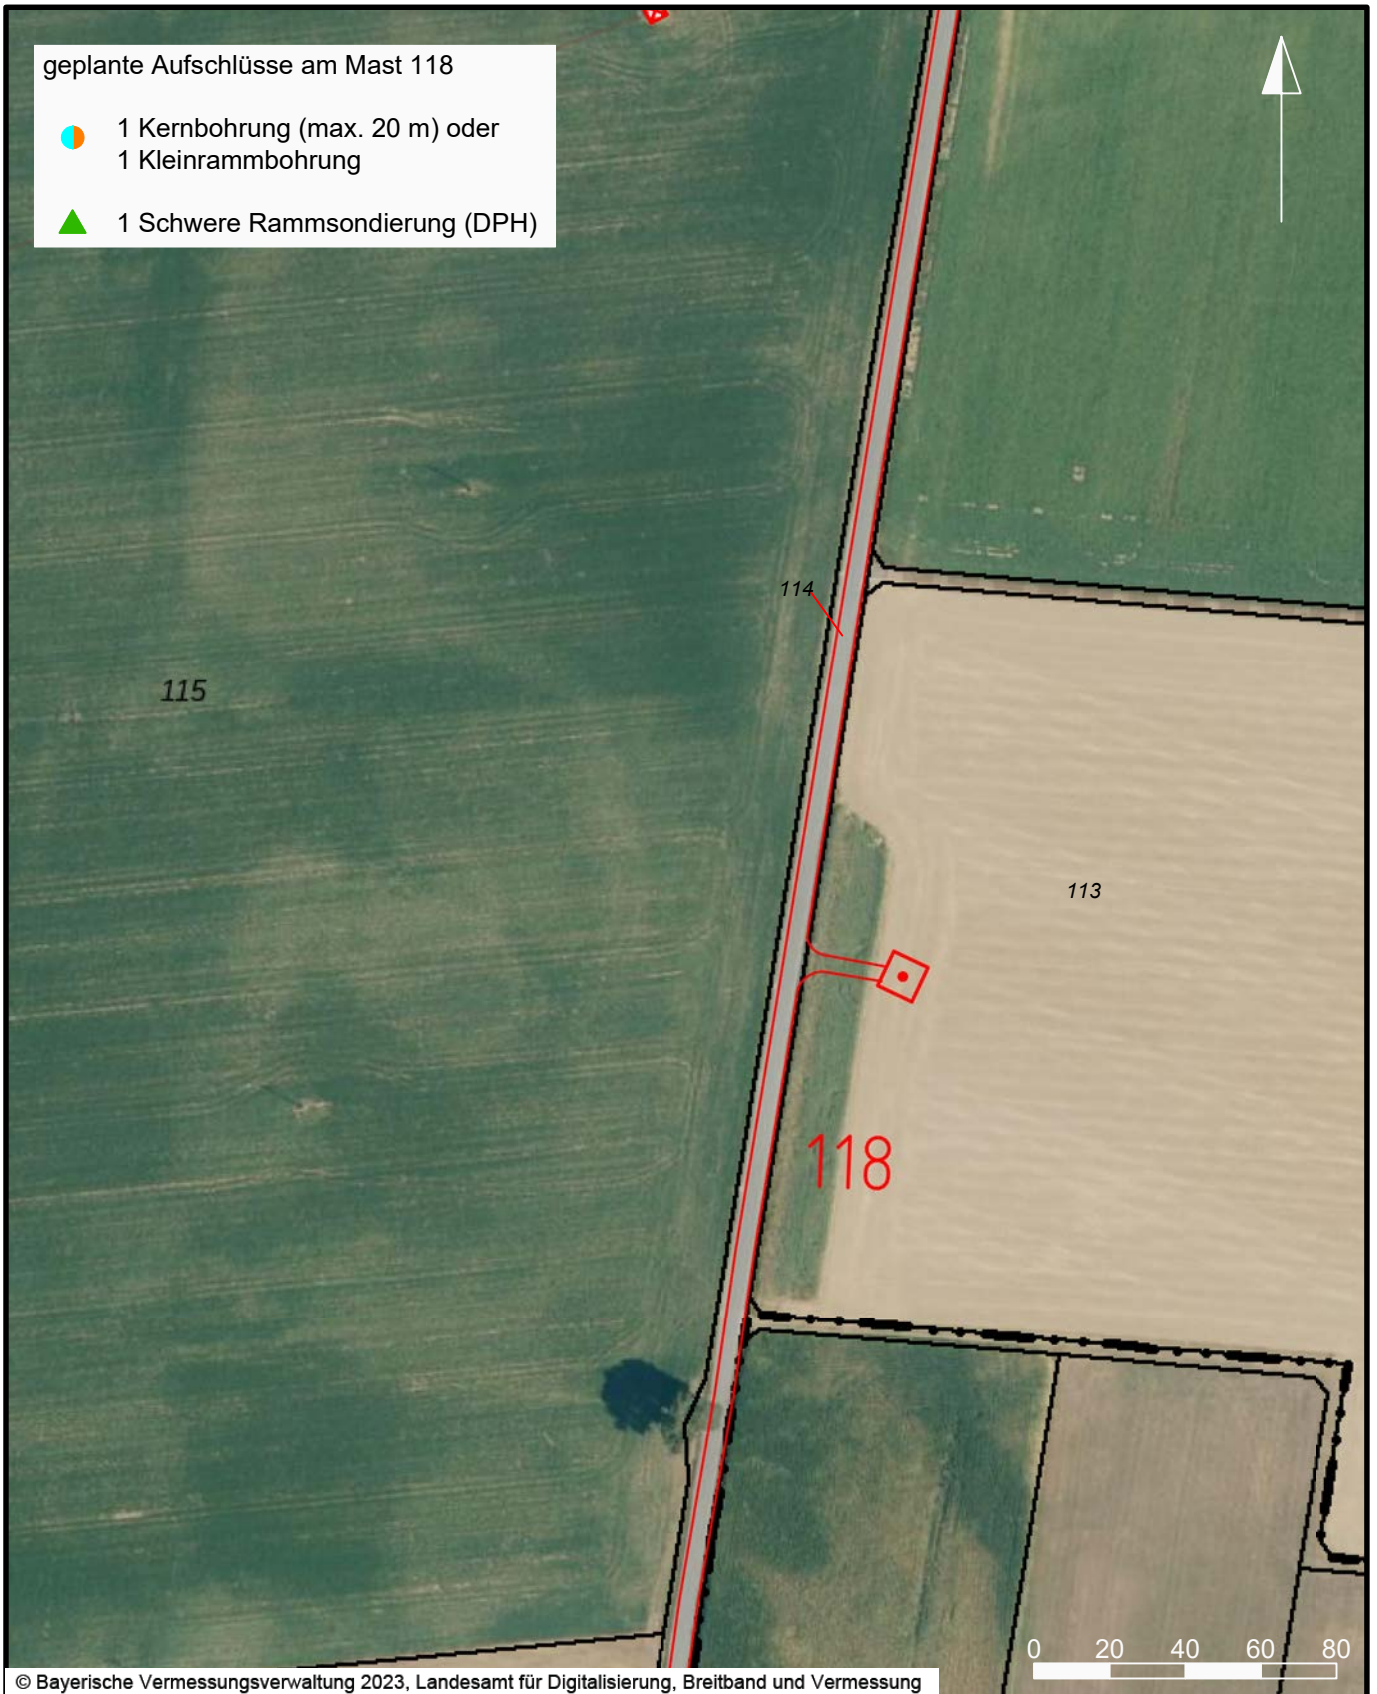 geplante Aufschlüsse am Mast 118
1 Kernbohrung (max. 20 m) oder
1 Kleinrammbohrung
1 Schwere Rammsondierung (DPH)
114
115
113
118
0 20 40 60 80
© Bayerische Vermessungsverwaltung 2023, Landesamt für Digitalisierung, Breitband und Vermessung